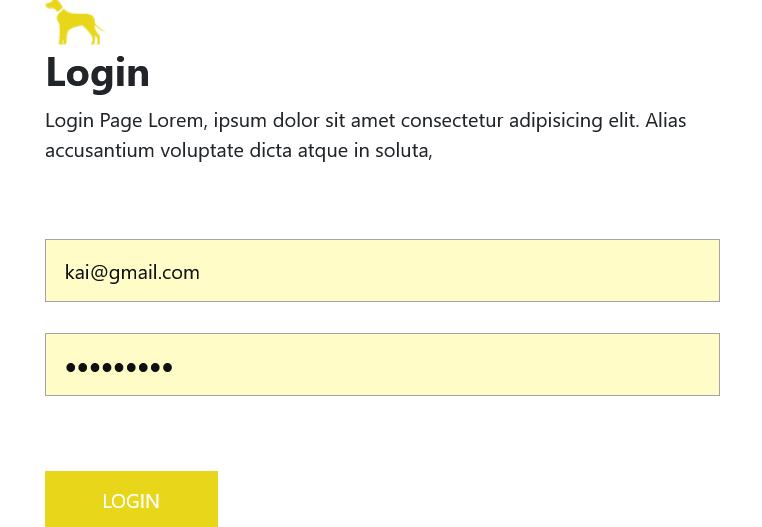 Login
Login Page Lorem, ipsum dolor sit amet consectetur adipisicing elit. Alias
accusantium voluptate dicta atque in soluta,
kai@gmail.com
●●●●●●●●●
LOGIN